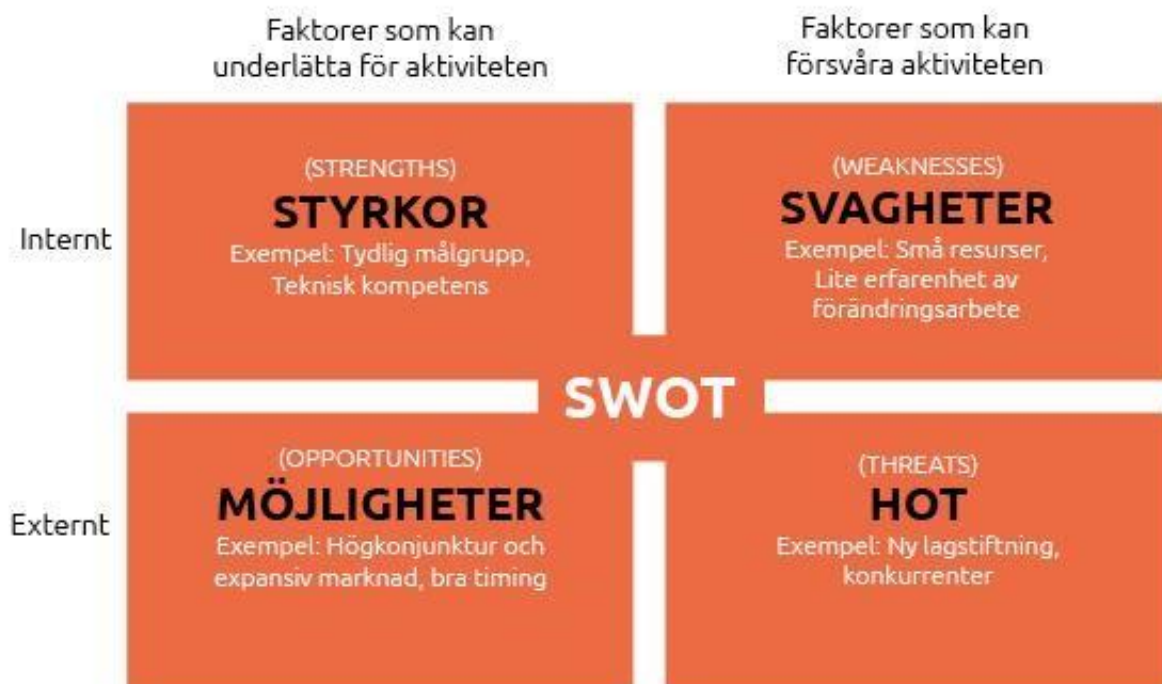 Faktorer som kan
underlätta för aktiviteten
Faktorer som kan
försvåra aktiviteten
Internt
(STRENGTHS)
STYRKOR
Exempel: Tydlig målgrupp,
Teknisk kompetens
(WEAKNESSES)
SVAGHETER
Exempel: Små resurser,
Lite erfarenhet av
förändringsarbete
SWOT
Externt
(OPPORTUNITIES)
MÖJLIGHETER
Exempel: Högkonjunktur och
expansiv marknad, bra timing
(THREATS)
HOT
Exempel: Ny lagstiftning,
konkurrenter